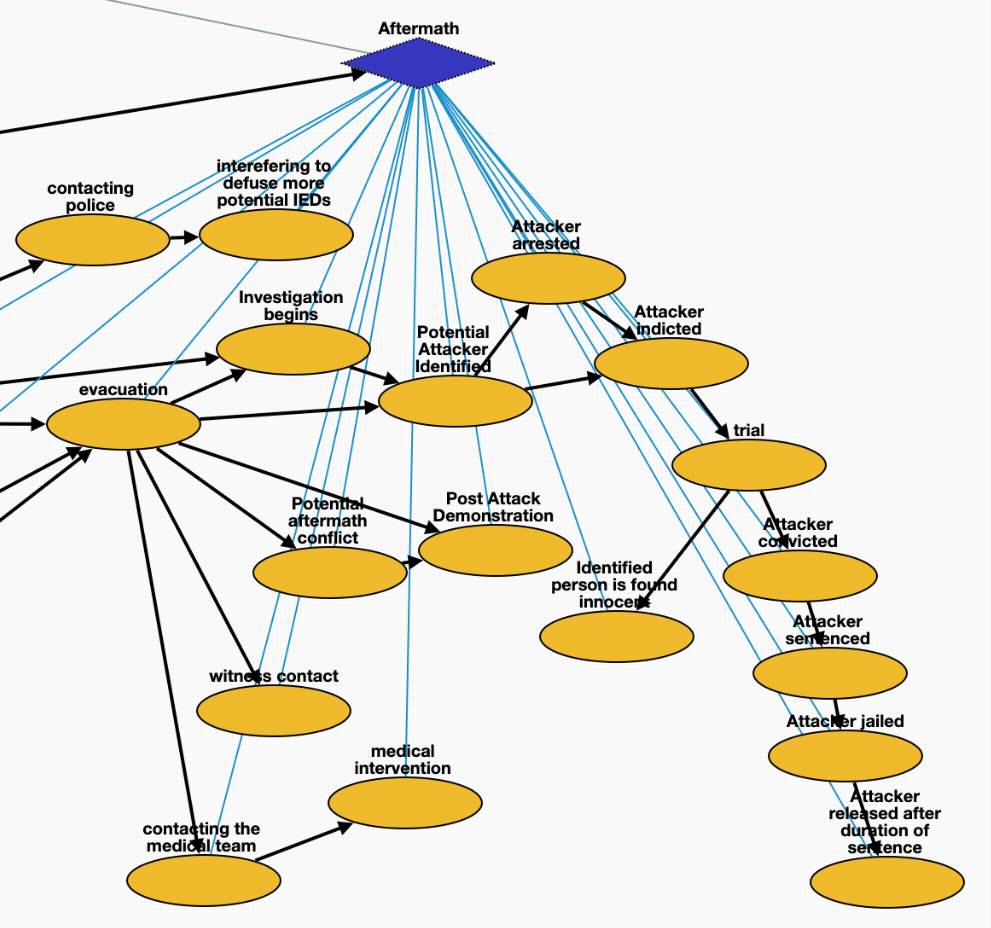 Aftermath
interefering to
defuse more
potential IEDs
contacting
police
Attacker
arrested
Investigation
begins
Attacker
indicted
Potential
Attacker
Identified
evacuation
trial
Potential
aftermath
conflict
Post Attack
Demonstration
Attacker
convicted
Identified
person is found
innocent
Attacker
sentenced
witness contact
Attacker jailed
medical
intervention
Attacker
released after
duration of
sentence
contacting the
medical team